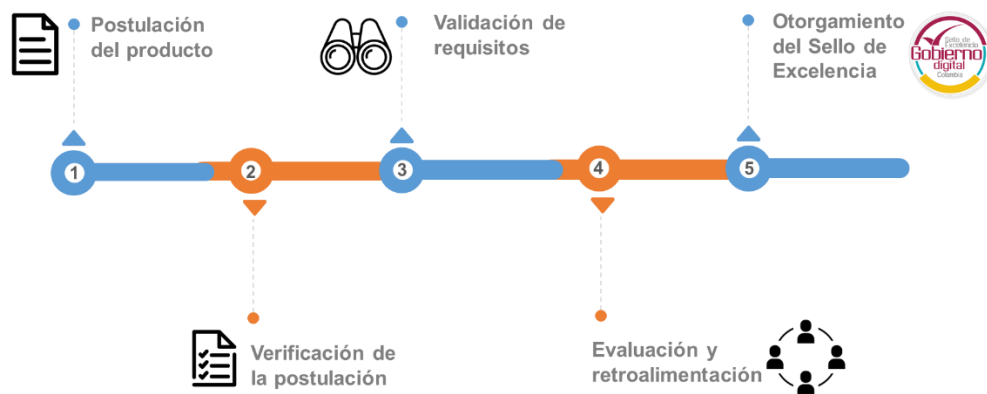 Postulación
del producto
Validación de
requisitos
Otorgamiento
del Sello de
Excelencia
Sello de
Excelencia
Gobierno
digital
Colombia
1
2
3
4
5
Verificación de
la postulación
Evaluación y
retroalimentación